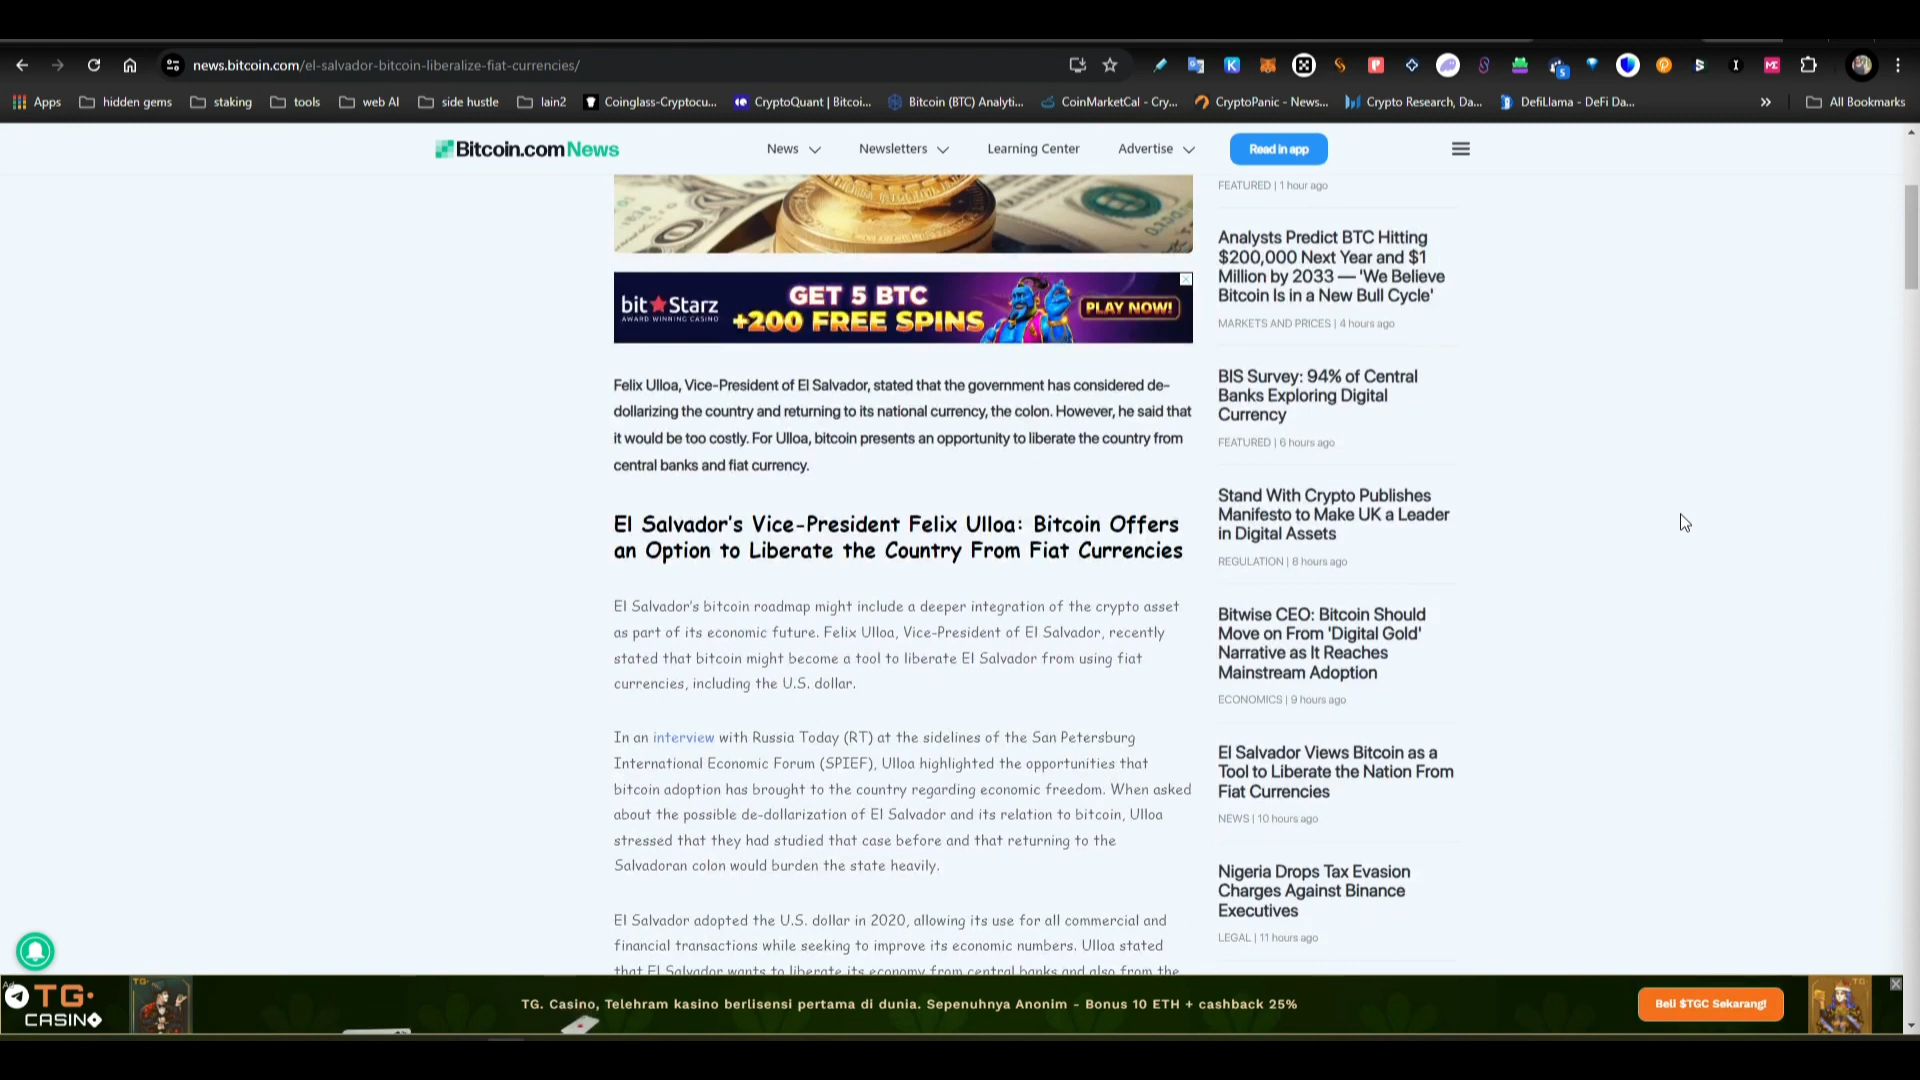 news.bitcoin.com/el-salvador-bitcoin-liberalize-fiat-currencies/
Apps hidden gems staking tools web AI side hustle lain2 Coinglass-Cryptocu... CryptoQuant | Bitcoi... Bitcoin (BTC) Analyti... CoinMarketCal - Cry... CryptoPanic - News... Crypto Research, Da... DefiLlama - DeFi Da... » All Bookmarks
Bitcoin.com News News Newsletters Learning Center Advertise Read in app
bitStarz
AWARD WINNING CASINO
GET 5 BTC
+200 FREE SPINS
PLAY NOW!
Felix Ulloa, Vice-President of El Salvador, stated that the government has considered de-
dollarizing the country and returning to its national currency, the colon. However, he said that
it would be too costly. For Ulloa, bitcoin presents an opportunity to liberate the country from
central banks and fiat currency.
El Salvador's Vice-President Felix Ulloa: Bitcoin Offers
an Option to Liberate the Country From Fiat Currencies
El Salvador's bitcoin roadmap might include a deeper integration of the crypto asset
as part of its economic future. Felix Ulloa, Vice-President of El Salvador, recently
stated that bitcoin might become a tool to liberate El Salvador from using fiat
currencies, including the U.S. dollar.
In an interview with Russia Today (RT) at the sidelines of the San Petersburg
International Economic Forum (SPIEF), Ulloa highlighted the opportunities that
bitcoin adoption has brought to the country regarding economic freedom. When asked
about the possible de-dollarization of El Salvador and its relation to bitcoin, Ulloa
stressed that they had studied that case before and that returning to the
Salvadoran colon would burden the state heavily.
El Salvador adopted the U.S. dollar in 2020, allowing its use for all commercial and
financial transactions while seeking to improve its economic numbers. Ulloa stated
that El Salvador wants to liberate its economy from central banks and also from the
FEATURED | 1 hour ago
Analysts Predict BTC Hitting
$200,000 Next Year and $1
Million by 2033 — 'We Believe
Bitcoin Is in a New Bull Cycle'
MARKETS AND PRICES | 4 hours ago
BIS Survey: 94% of Central
Banks Exploring Digital
Currency
FEATURED | 6 hours ago
Stand With Crypto Publishes
Manifesto to Make UK a Leader
in Digital Assets
REGULATION | 8 hours ago
Bitwise CEO: Bitcoin Should
Move on From 'Digital Gold'
Narrative as It Reaches
Mainstream Adoption
ECONOMICS | 9 hours ago
El Salvador Views Bitcoin as a
Tool to Liberate the Nation From
Fiat Currencies
NEWS | 10 hours ago
Nigeria Drops Tax Evasion
Charges Against Binance
Executives
LEGAL | 11 hours ago
TG.
CASINO
TG. Casino, Telehram kasino berlisensi pertama di dunia. Sepenuhnya Anonim - Bonus 10 ETH + cashback 25%
Beli $TGC Sekarang!